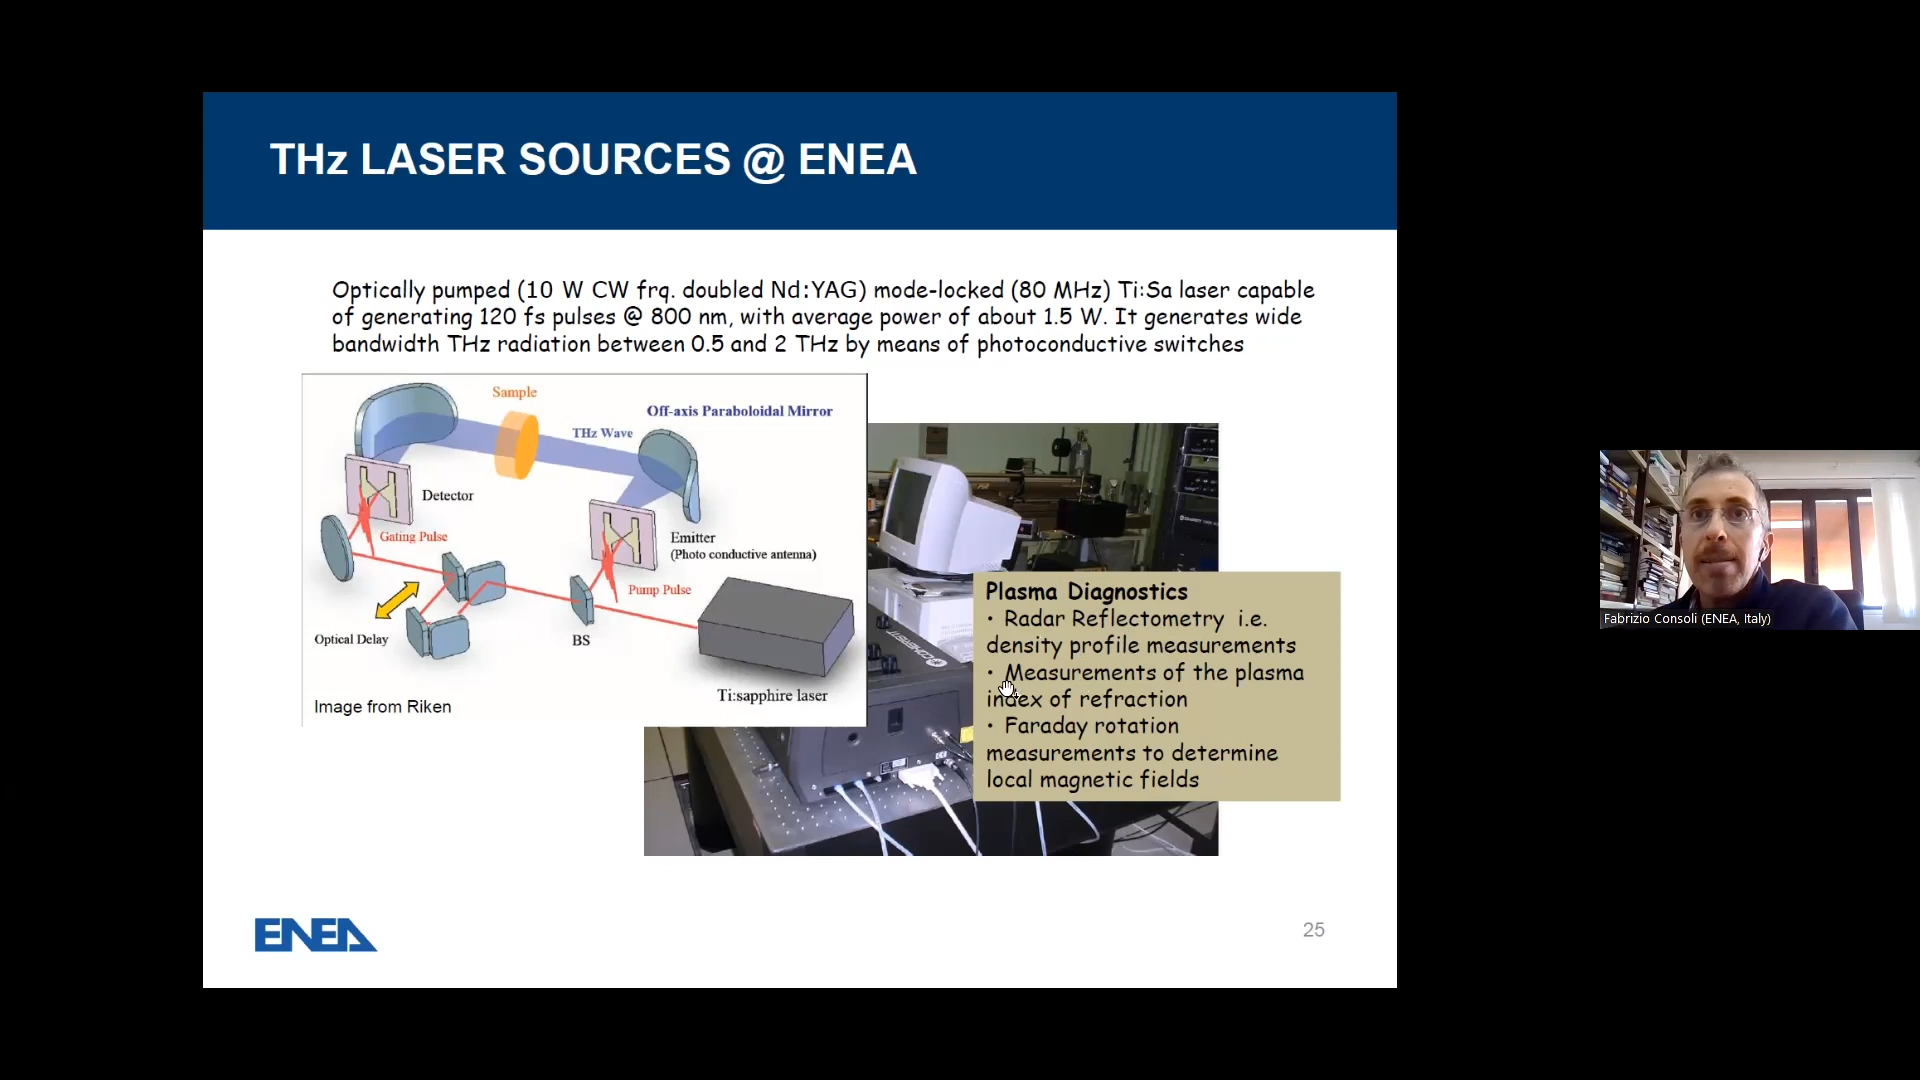 THz LASER SOURCES @ ENEA
Optically pumped (10 W CW frq. doubled Nd:YAG) mode-locked (80 MHz) Ti:Sa laser capable
of generating 120 fs pulses @ 800 nm, with average power of about 1.5 W. It generates wide
bandwidth THz radiation between 0.5 and 2 THz by means of photoconductive switches
Sample
Off-axis Paraboloidal Mirror
THz Wave
Detector
Gating Pulse
Emitter
(Photo conductive antenna)
Pump Pulse
Optical Delay
BS
Ti:sapphire laser
Image from Riken
COHERENT
Plasma Diagnostics
• Radar Reflectometry i.e.
density profile measurements
• Measurements of the plasma
index of refraction
• Faraday rotation
measurements to determine
local magnetic fields
ENEA
25
Fabrizio Consoli (ENEA, Italy)